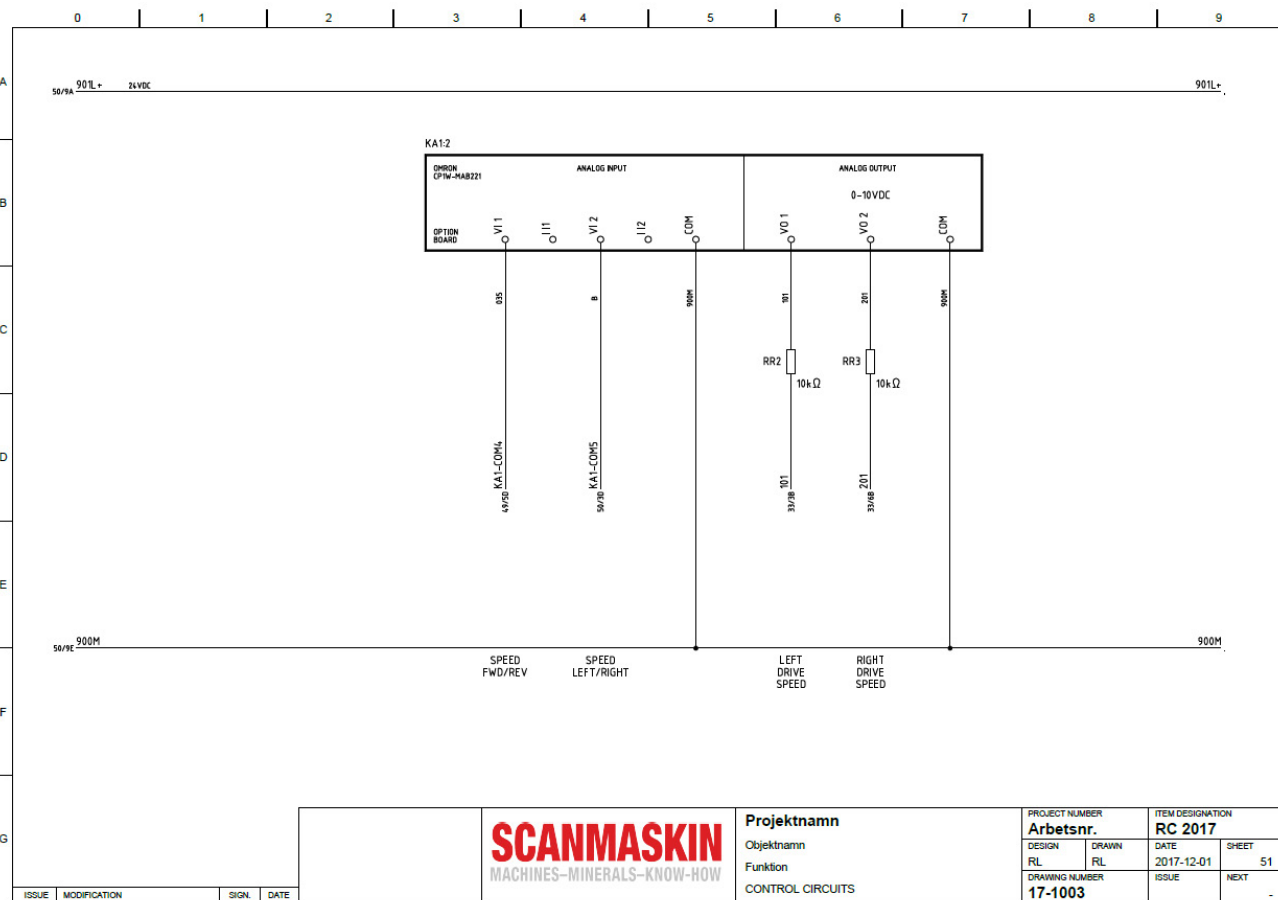 0 1 2 3 4 5 6 7 8 9
A
50/9A 901L+ 24VDC 901L+
KA1:2
OMRON
CP1W-MAB221
ANALOG INPUT
ANALOG OUTPUT
B
0-10VDC
OPTION
BOARD
VI 1 II1 VI 2 II2 COM VO 1 VO 2 COM
035 B 900M 101 201 900M
C
RR2 10kΩ
RR3 10kΩ
D
KA1-COM4 KA1-COM5 101 201
49/5D 50/3D 33/3B 33/6B
E
50/9E 900M 900M
SPEED
FWD/REV
SPEED
LEFT/RIGHT
LEFT
DRIVE
SPEED
RIGHT
DRIVE
SPEED
F
G
ISSUE MODIFICATION SIGN. DATE
SCANMASKIN
MACHINES–MINERALS–KNOW-HOW
Projektnamn
Objektnamn
Funktion
CONTROL CIRCUITS
PROJECT NUMBER
Arbetsnr.
ITEM DESIGNATION
RC 2017
DESIGN DRAWN DATE SHEET
RL RL 2017-12-01 51
DRAWING NUMBER ISSUE NEXT
17-1003 -